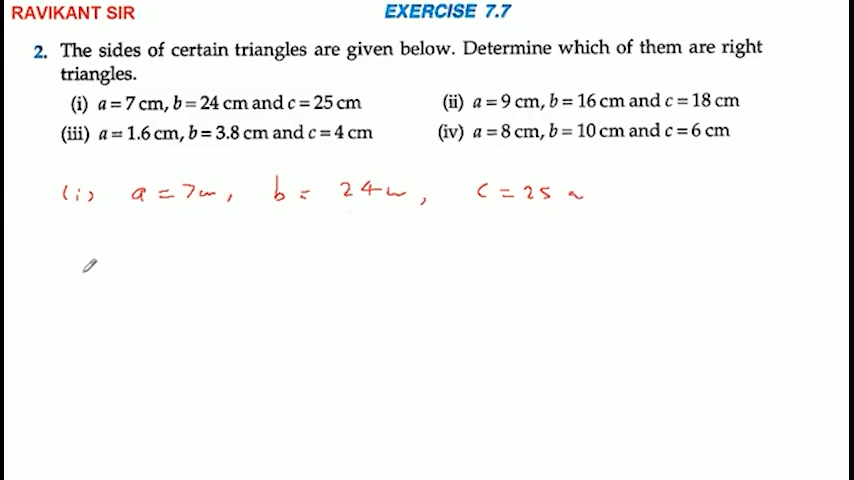 RAVIKANT SIR EXERCISE 7.7
2. The sides of certain triangles are given below. Determine which of them are right
triangles.
(i) a = 7 cm, b = 24 cm and c = 25 cm (ii) a = 9 cm, b = 16 cm and c = 18 cm
(iii) a = 1.6 cm, b = 3.8 cm and c = 4 cm (iv) a = 8 cm, b = 10 cm and c = 6 cm
(i) a = 7cm, b = 24cm, c = 25